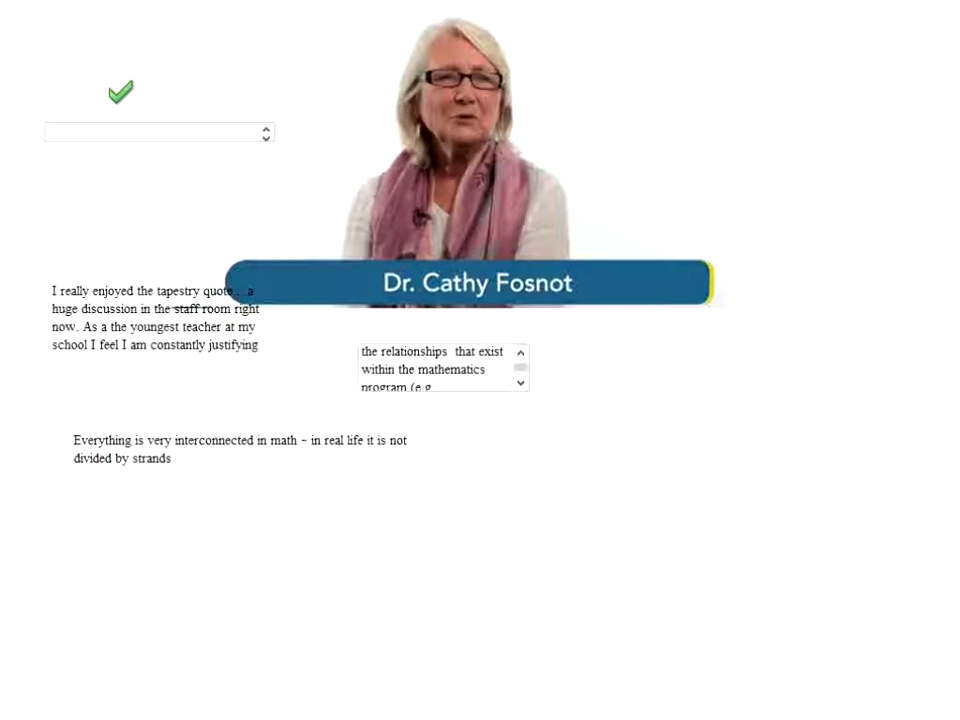 Dr. Cathy Fosnot
I really enjoyed the tapestry quote.. a
huge discussion in the staff room right
now. As a the youngest teacher at my
school I feel I am constantly justifying
the relationships that exist
within the mathematics
program (e.g
Everything is very interconnected in math - in real life it is not
divided by strands